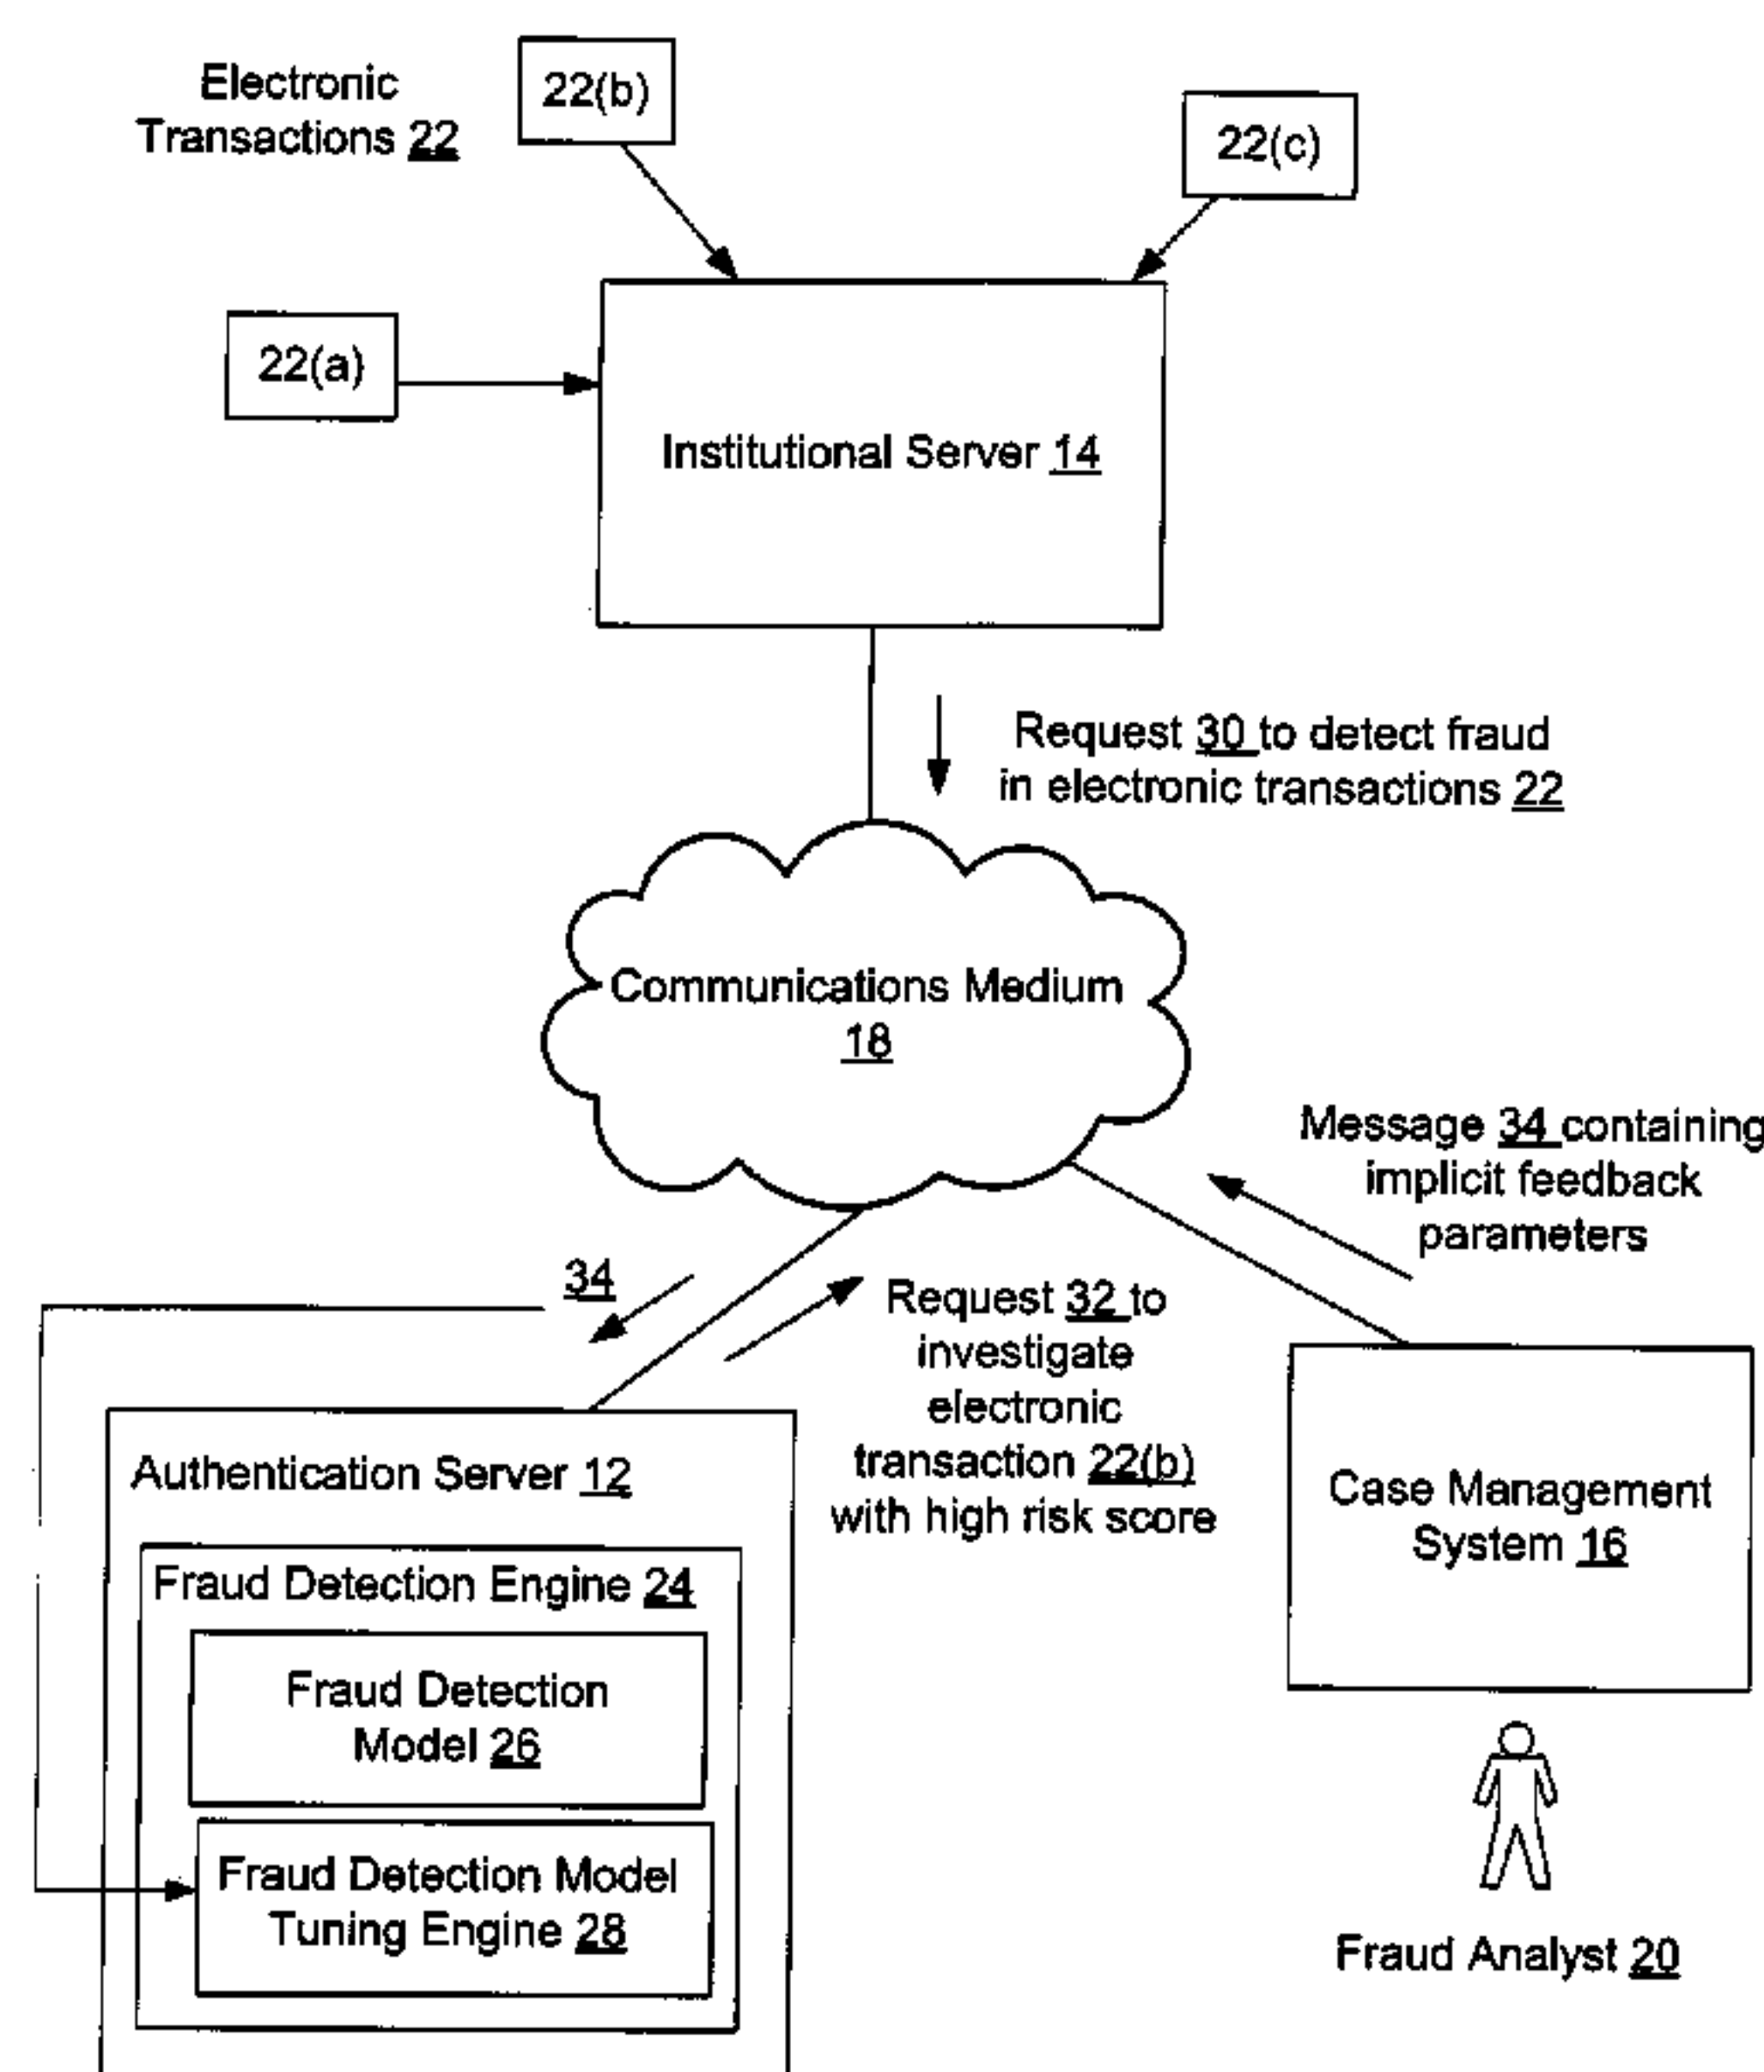 Electronic
Transactions 22
22(b)
22(c)
22(a)
Institutional Server 14
Request 30 to detect fraud
in electronic transactions 22
Communications Medium
18
Message 34 containing
implicit feedback
parameters
34
Request 32 to
investigate
electronic
transaction 22(b)
with high risk score
Authentication Server 12
Fraud Detection Engine 24
Fraud Detection
Model 26
Fraud Detection Model
Tuning Engine 28
Case Management
System 16
Fraud Analyst 20